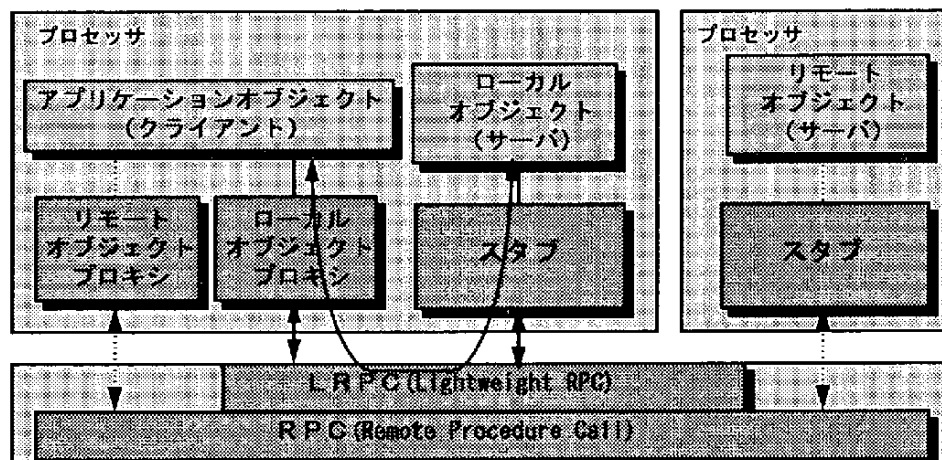 プロセッサ
アプリケーションオブジェクト
(クライアント)
ローカル
オブジェクト
(サーバ)
リモート
オブジェクト
プロキシ
ローカル
オブジェクト
プロキシ
スタブ
プロセッサ
リモート
オブジェクト
(サーバ)
スタブ
LRPC(Lightweight RPC)
RPC(Remote Procedure Call)